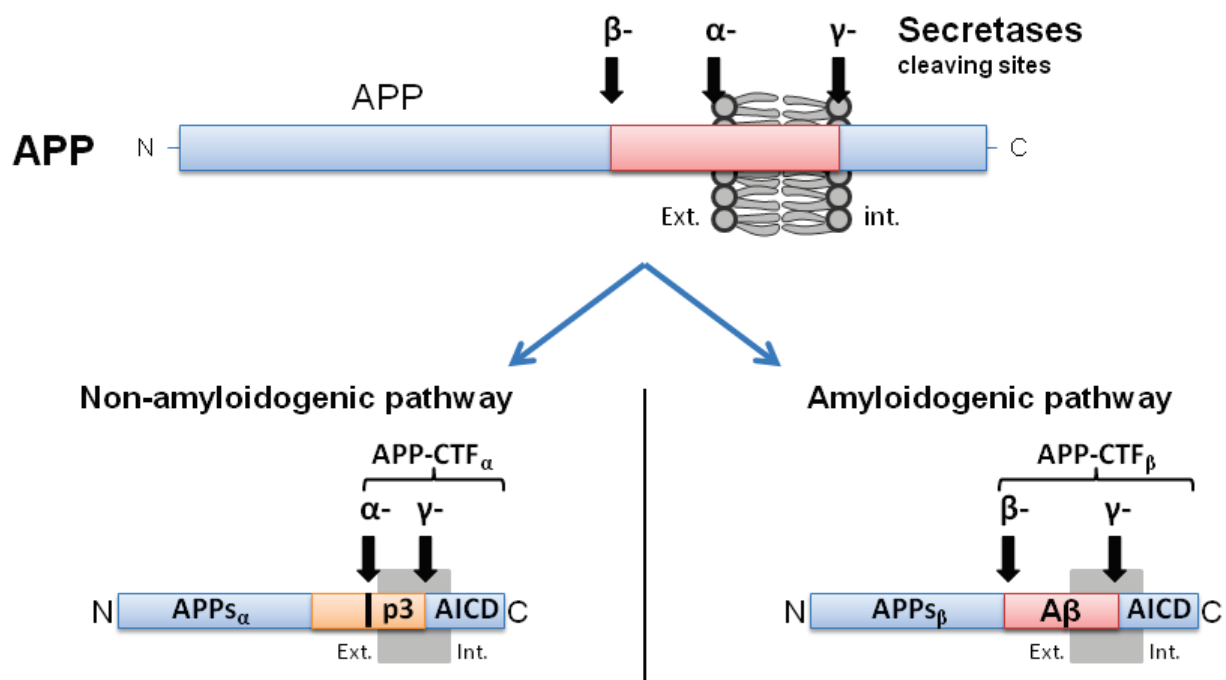 β- α- γ- Secretases
cleaving sites
APP
APP N C
Ext. int.
Non-amyloidogenic pathway Amyloidogenic pathway
APP-CTFα APP-CTFβ
α- γ- β- γ-
N APPsα p3 AICD C N APPsβ Aβ AICD C
Ext. Int. Ext. Int.